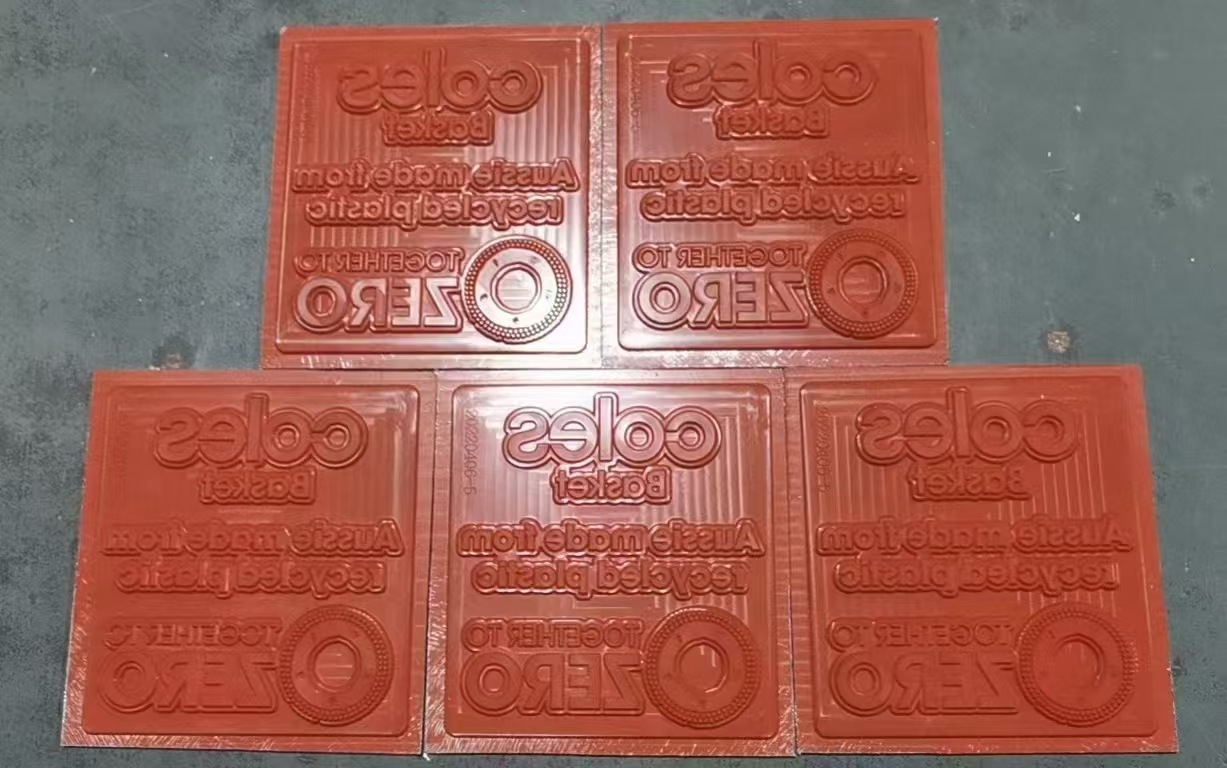 coles
Basket
Aussie made from
recycled plastic
TOGETHER TO
ZERO
coles
Basket
Aussie made from
recycled plastic
TOGETHER TO
ZERO
coles
Basket
Aussie made from
recycled plastic
TOGETHER TO
ZERO
coles
Basket
Aussie made from
recycled plastic
TOGETHER TO
ZERO
coles
Basket
Aussie made from
recycled plastic
TOGETHER TO
ZERO